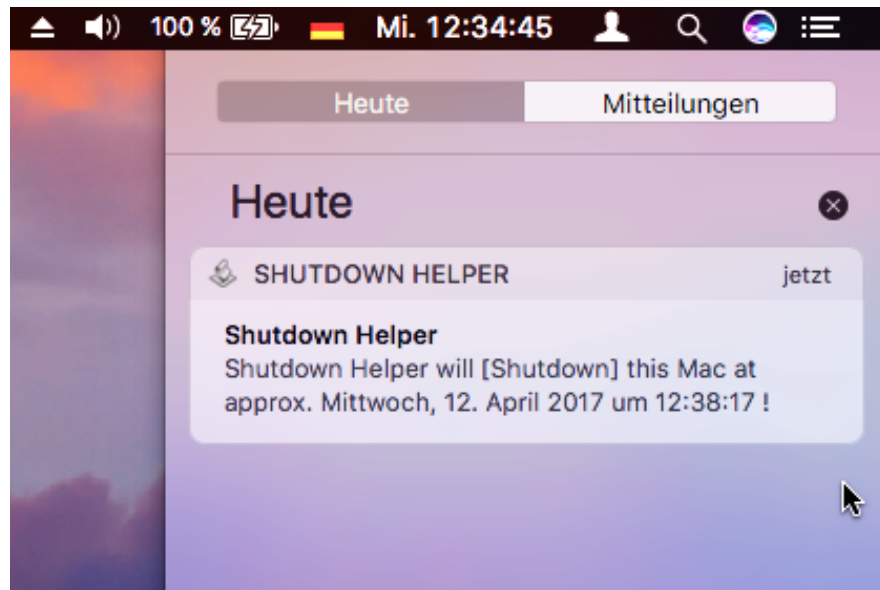 100 % Mi. 12:34:45
Heute Mitteilungen
Heute
SHUTDOWN HELPER jetzt
Shutdown Helper
Shutdown Helper will [Shutdown] this Mac at
approx. Mittwoch, 12. April 2017 um 12:38:17 !